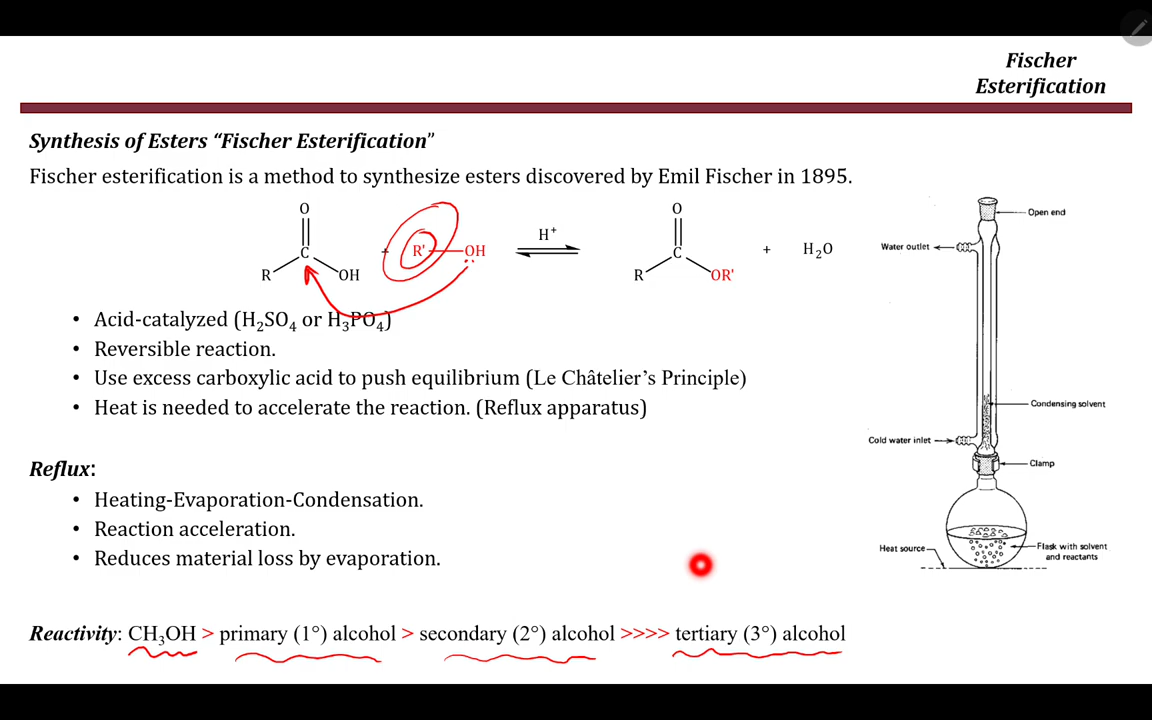 Fischer
Esterification
Synthesis of Esters “Fischer Esterification”
Fischer esterification is a method to synthesize esters discovered by Emil Fischer in 1895.
O
C
R
OH
+
R'
OH
H⁺
O
C
R
OR'
+
H₂O
• Acid-catalyzed (H₂SO₄ or H₃PO₄)
• Reversible reaction.
• Use excess carboxylic acid to push equilibrium (Le Châtelier’s Principle)
• Heat is needed to accelerate the reaction. (Reflux apparatus)
Reflux:
• Heating-Evaporation-Condensation.
• Reaction acceleration.
• Reduces material loss by evaporation.
Reactivity: CH₃OH > primary (1°) alcohol > secondary (2°) alcohol >>>> tertiary (3°) alcohol
Open end
Water outlet
Condensing solvent
Cold water inlet
Clamp
Heat source
Flask with solvent
and reactants